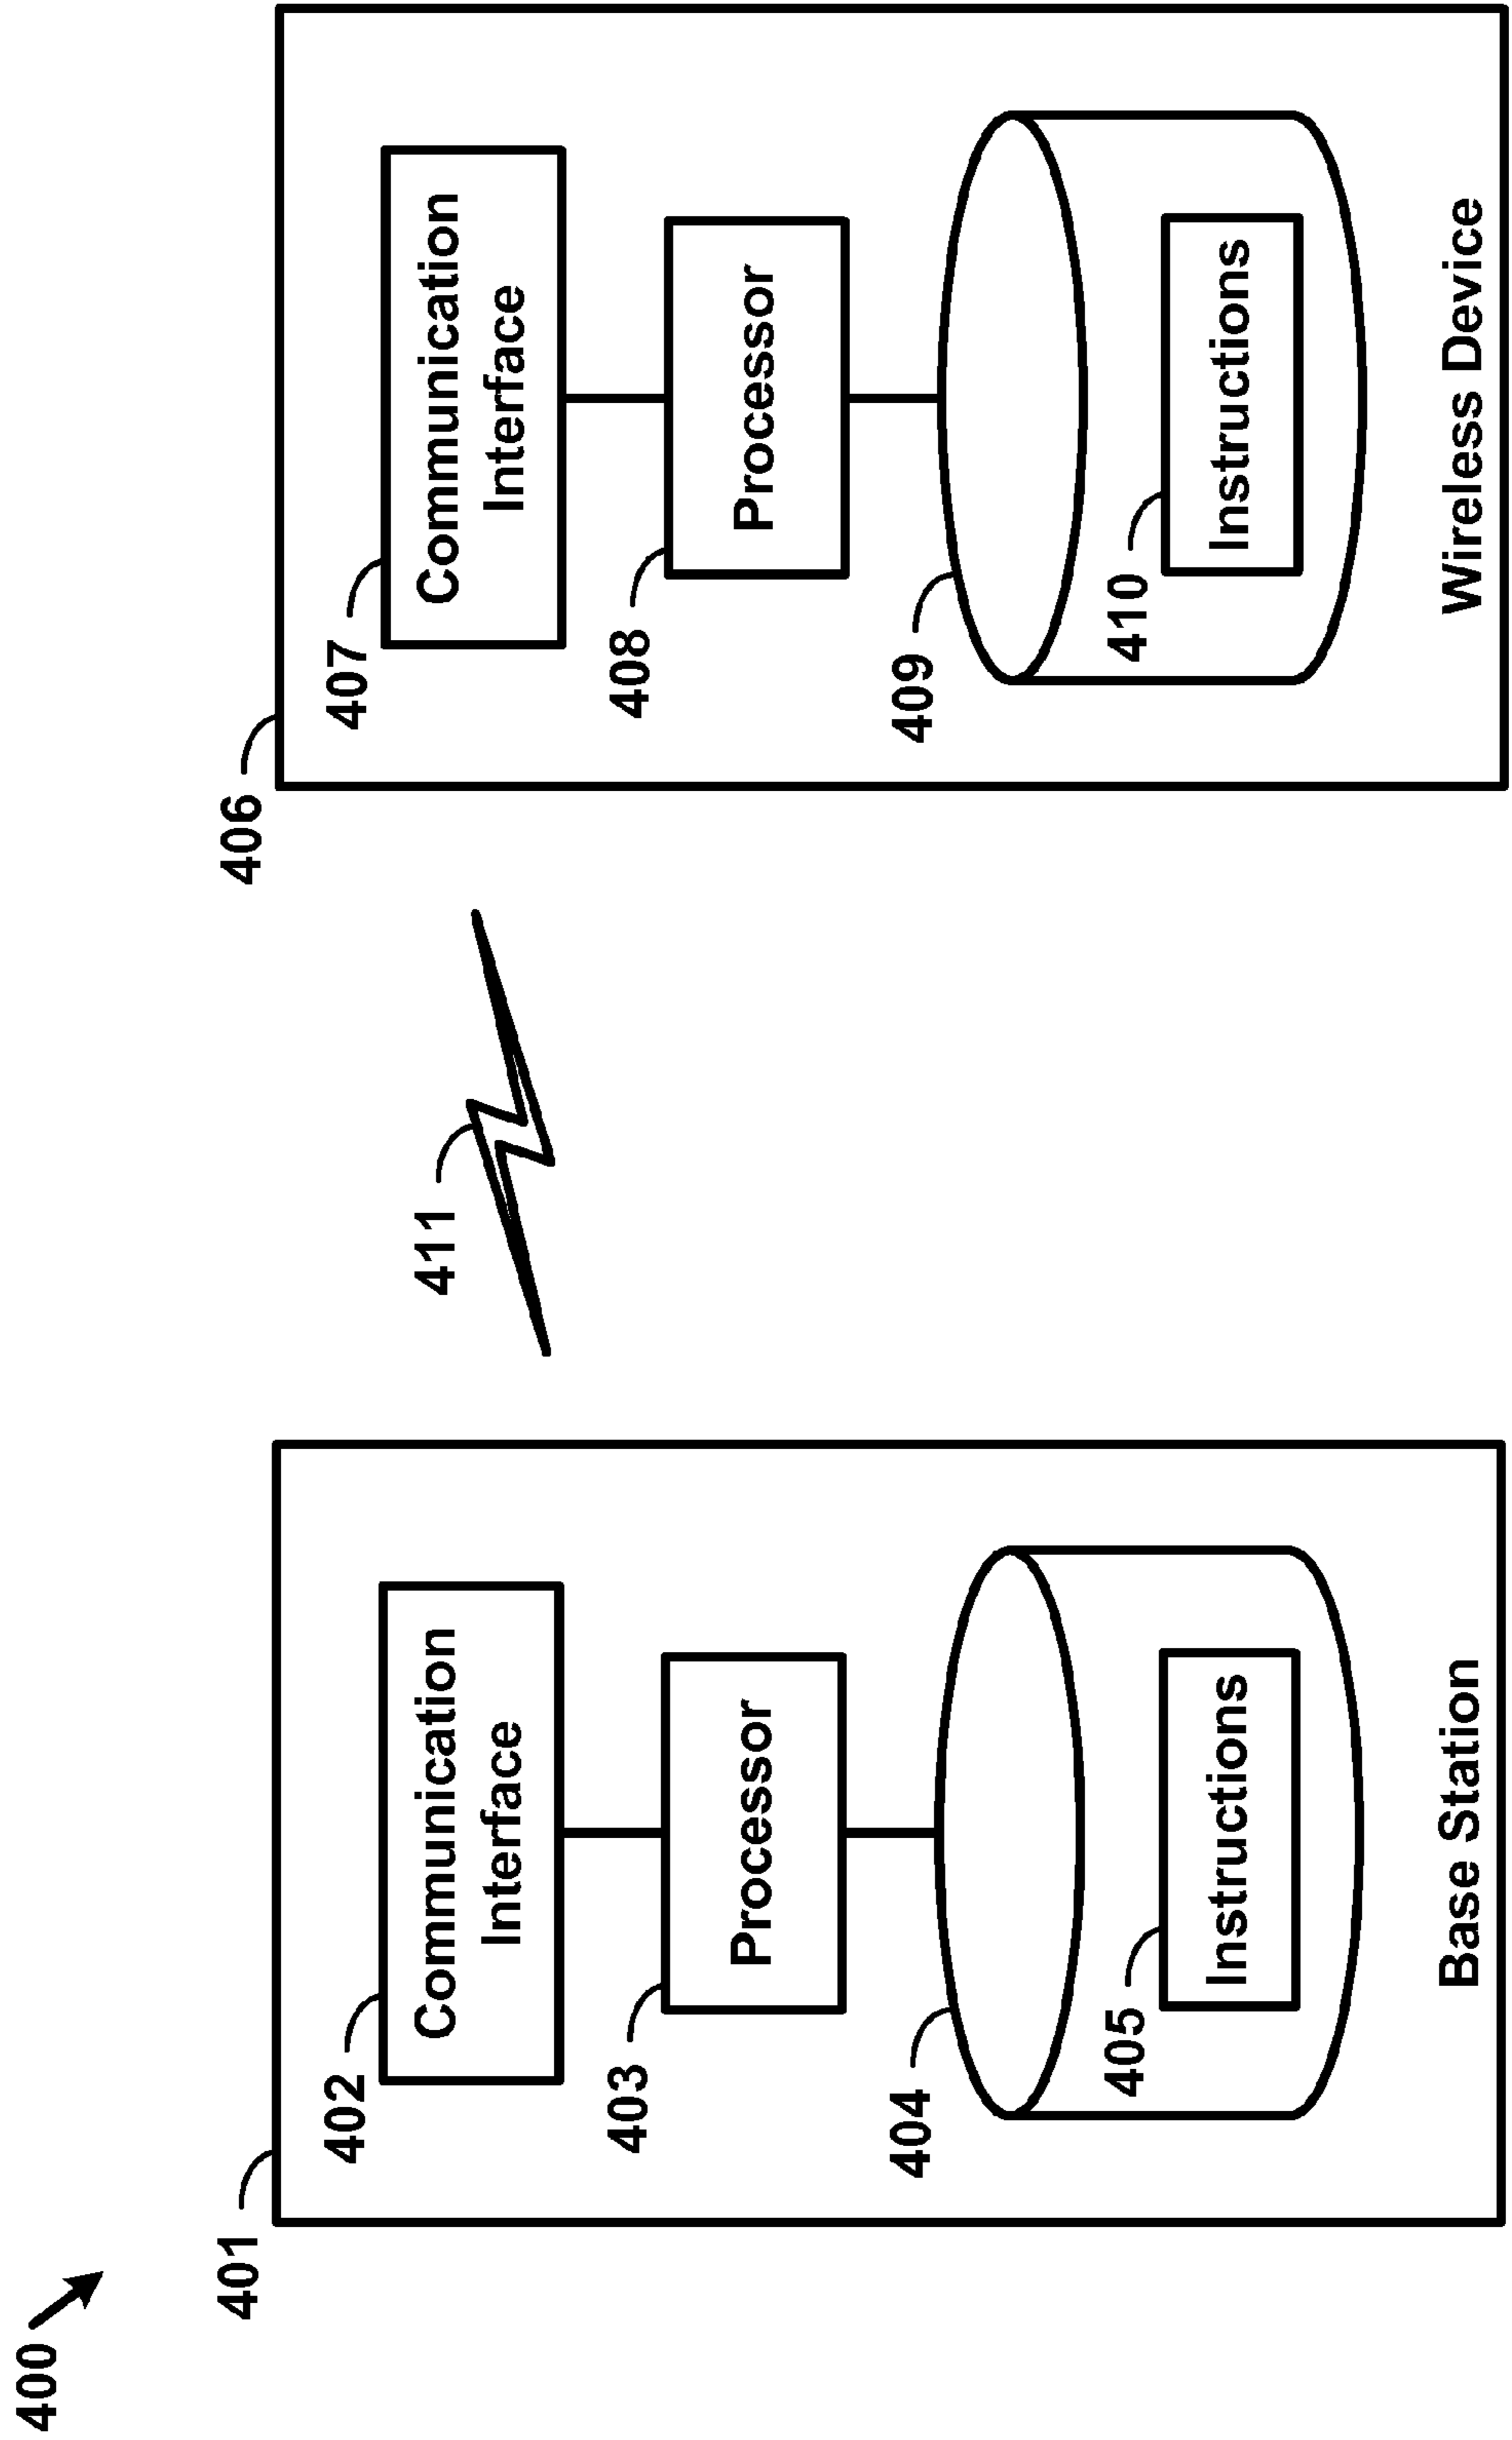 400
401
402
Communication
Interface
403
Processor
404
405
Instructions
Base Station
411
406
407
Communication
Interface
408
Processor
409
410
Instructions
Wireless Device